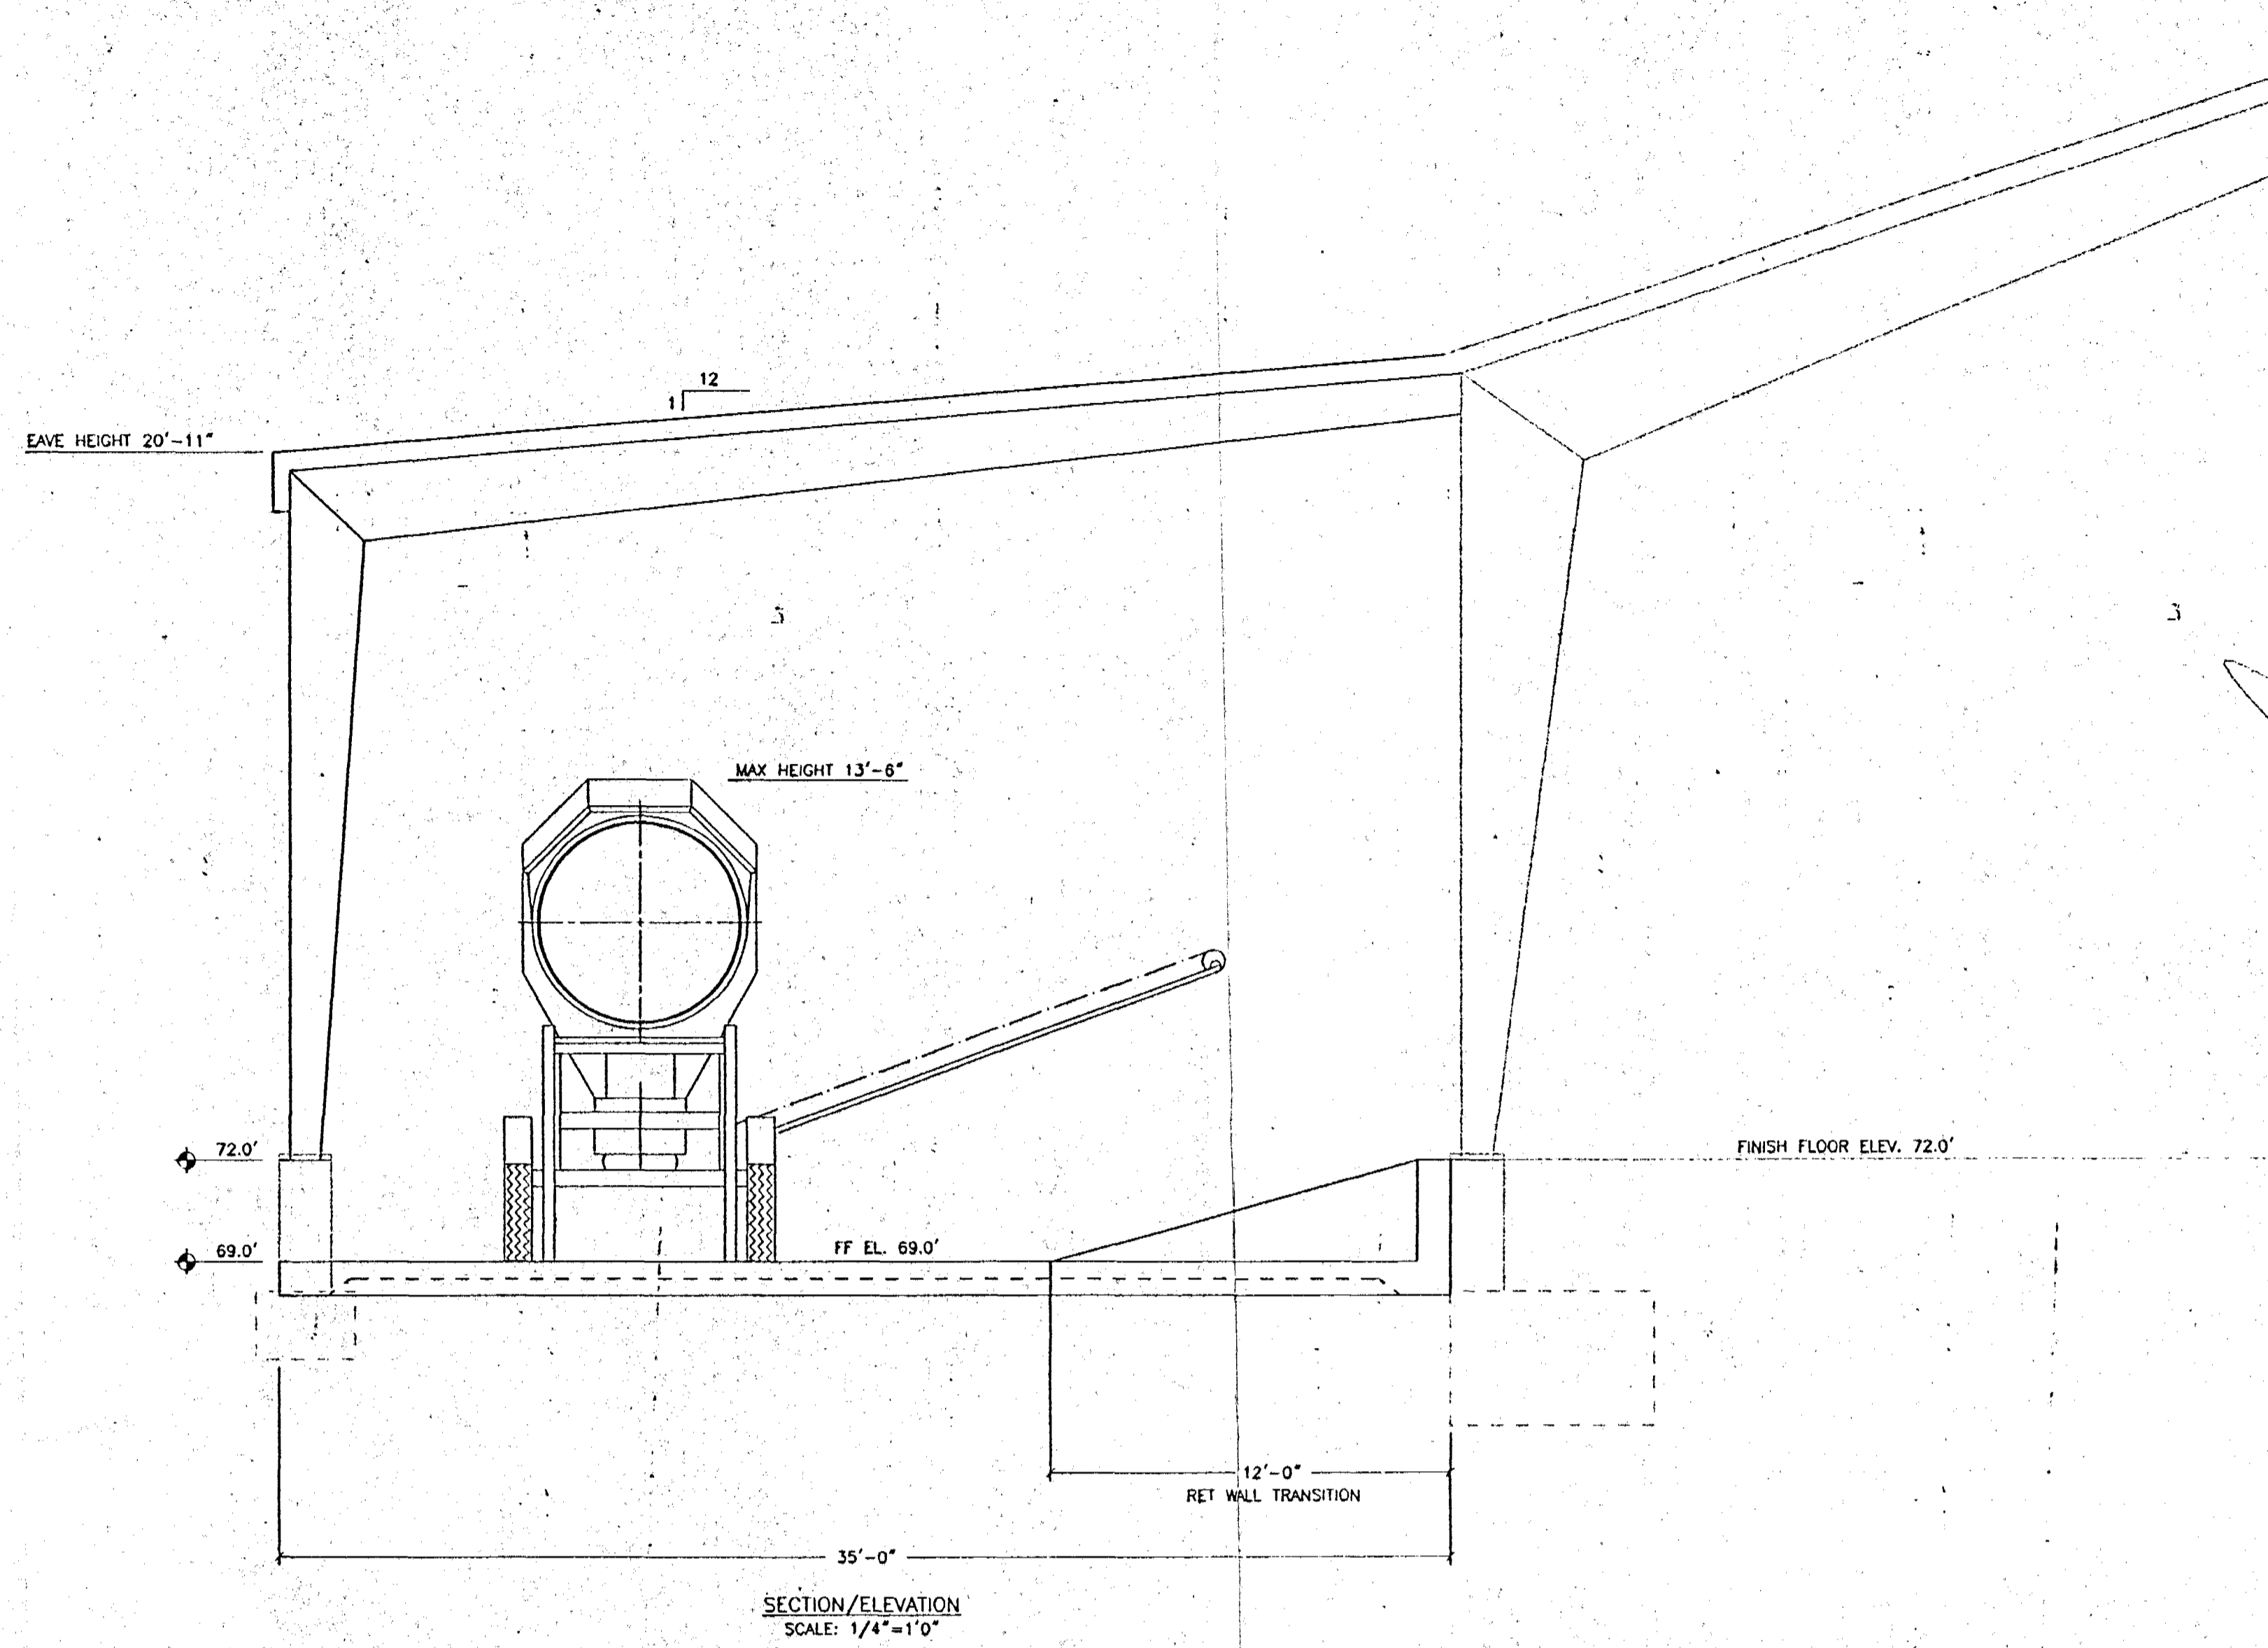 12
1
EAVE HEIGHT 20'-11"
MAX HEIGHT 13'-6"
72.0'
FINISH FLOOR ELEV. 72.0'
69.0'
FF EL. 69.0'
12'-0"
RET WALL TRANSITION
35'-0"
SECTION/ELEVATION
SCALE: 1/4"=1'0"